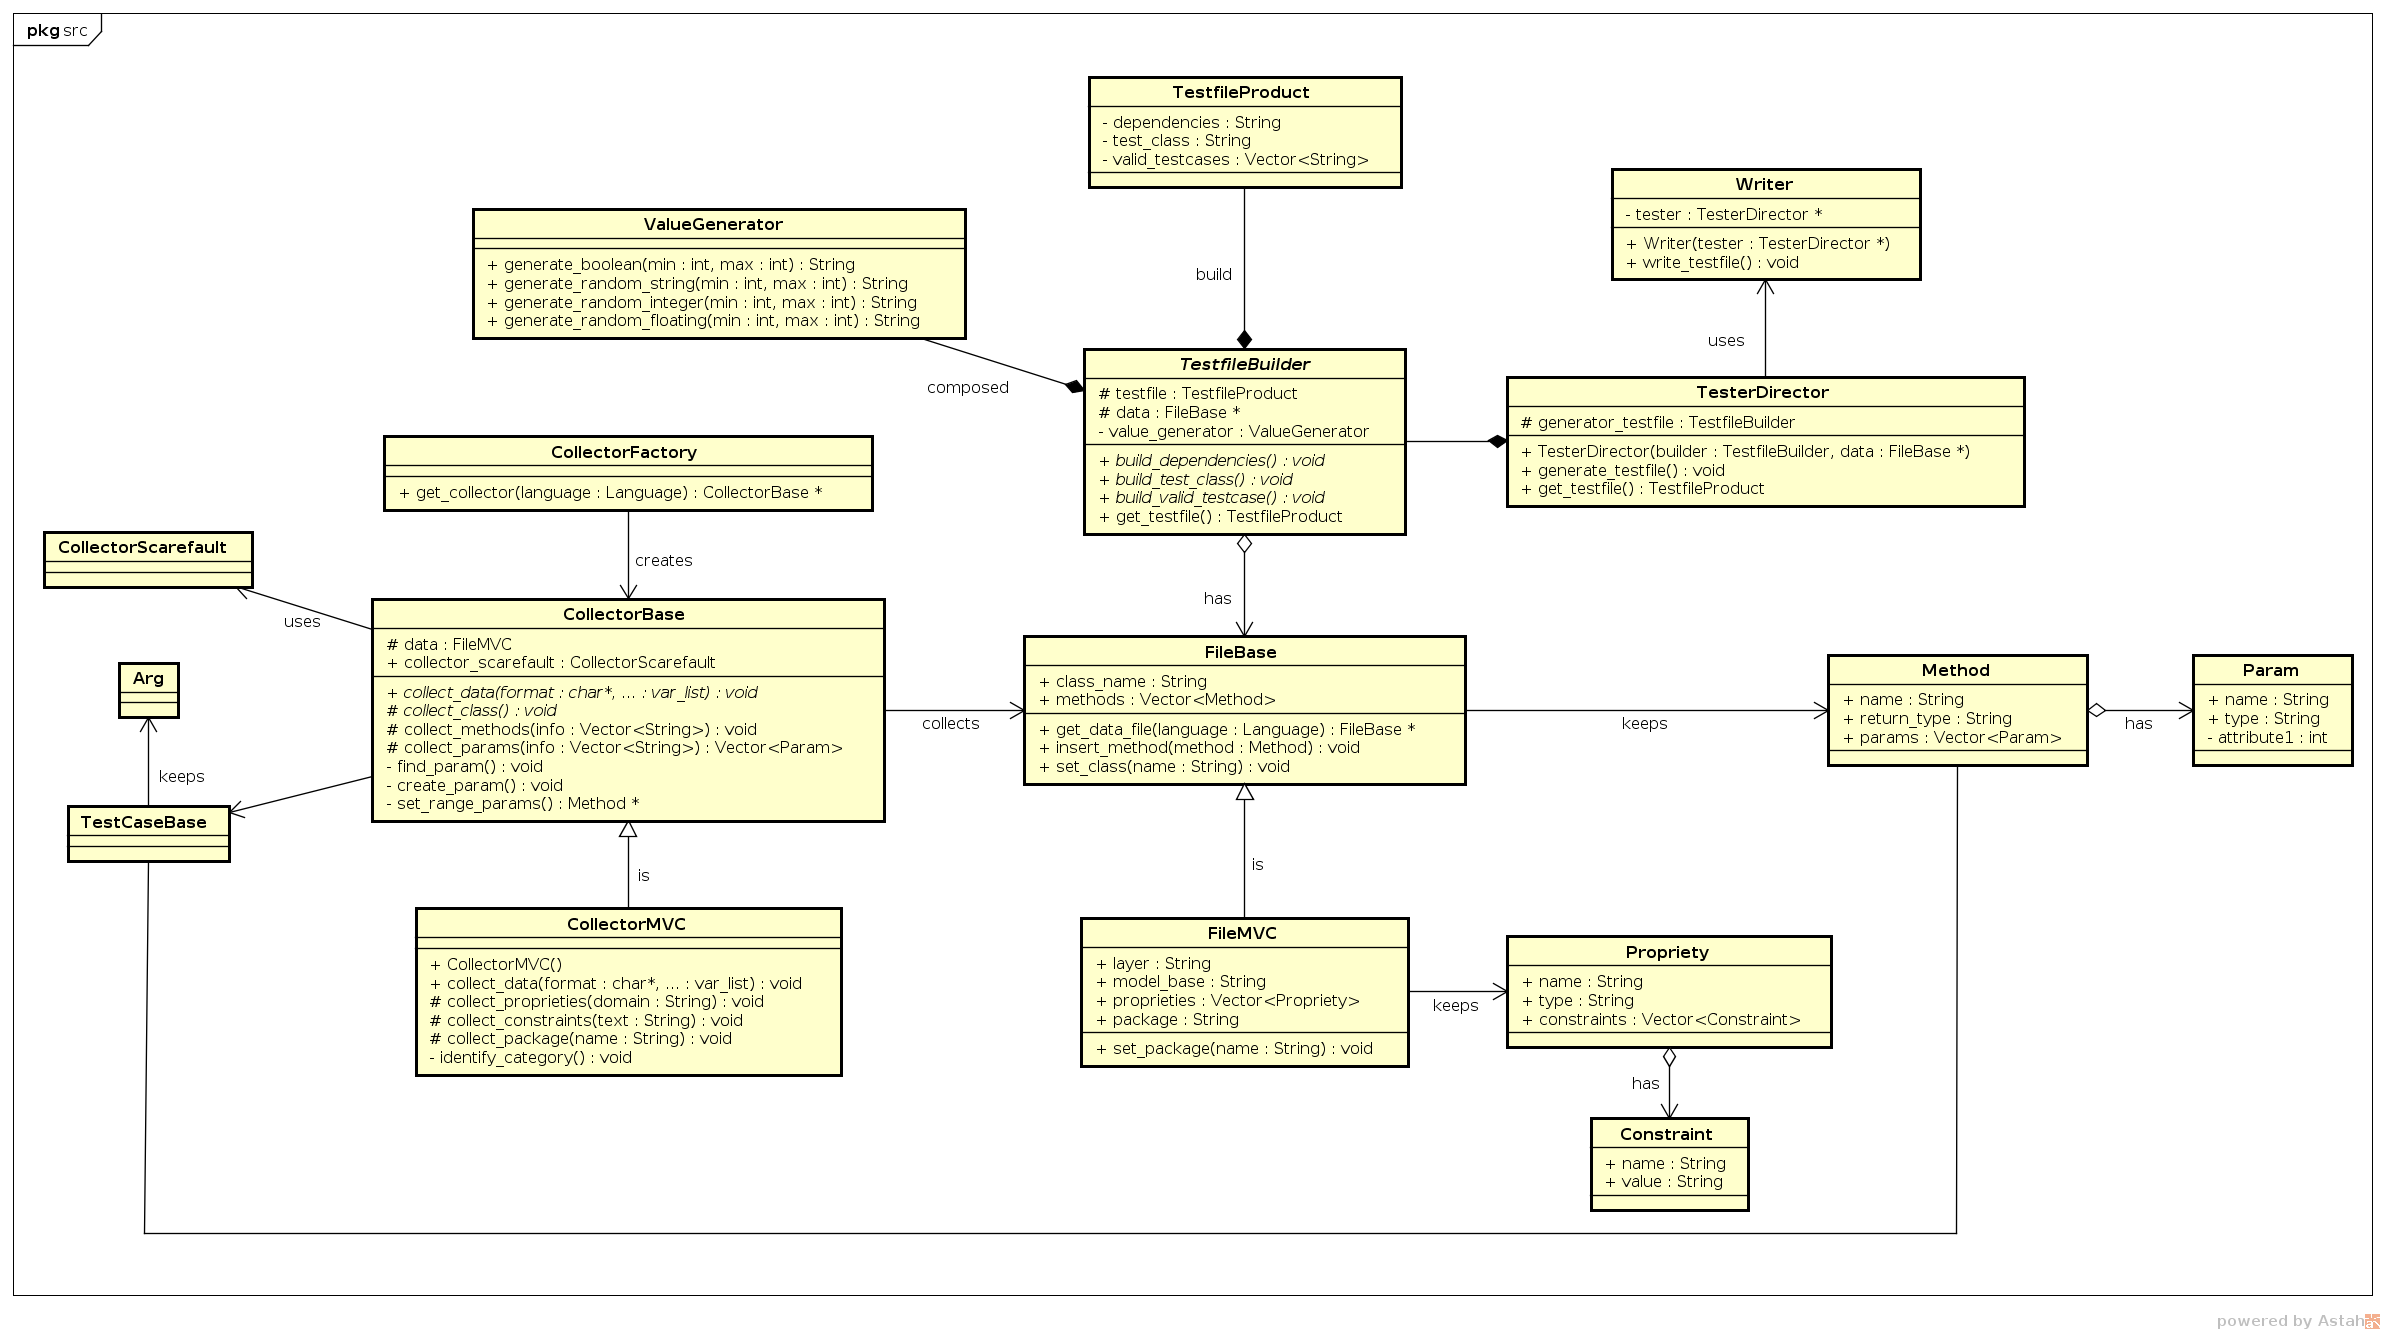 pkg src
TestfileProduct
- dependencies : String
- test_class : String
- valid_testcases : Vector<String>
Writer
- tester : TesterDirector *
+ Writer(tester : TesterDirector *)
+ write_testfile() : void
ValueGenerator
+ generate_boolean(min : int, max : int) : String
+ generate_random_string(min : int, max : int) : String
+ generate_random_integer(min : int, max : int) : String
+ generate_random_floating(min : int, max : int) : String
build
uses
composed
TestfileBuilder
# testfile : TestfileProduct
# data : FileBase *
- value_generator : ValueGenerator
+ build_dependencies() : void
+ build_test_class() : void
+ build_valid_testcase() : void
+ get_testfile() : TestfileProduct
TesterDirector
# generator_testfile : TestfileBuilder
+ TesterDirector(builder : TestfileBuilder, data : FileBase *)
+ generate_testfile() : void
+ get_testfile() : TestfileProduct
CollectorFactory
+ get_collector(language : Language) : CollectorBase *
CollectorScarefault
creates
has
uses
CollectorBase
# data : FileMVC
+ collector_scarefault : CollectorScarefault
+ collect_data(format : char*, ... : var_list) : void
# collect_class() : void
# collect_methods(info : Vector<String>) : void
# collect_params(info : Vector<String>) : Vector<Param>
- find_param() : void
- create_param() : void
- set_range_params() : Method *
FileBase
+ class_name : String
+ methods : Vector<Method>
+ get_data_file(language : Language) : FileBase *
+ insert_method(method : Method) : void
+ set_class(name : String) : void
Method
+ name : String
+ return_type : String
+ params : Vector<Param>
Param
+ name : String
+ type : String
- attribute1 : int
Arg
collects
keeps
has
keeps
TestCaseBase
is
is
CollectorMVC
+ CollectorMVC()
+ collect_data(format : char*, ... : var_list) : void
# collect_proprieties(domain : String) : void
# collect_constraints(text : String) : void
# collect_package(name : String) : void
- identify_category() : void
FileMVC
+ layer : String
+ model_base : String
+ proprieties : Vector<Propriety>
+ package : String
+ set_package(name : String) : void
keeps
Propriety
+ name : String
+ type : String
+ constraints : Vector<Constraint>
has
Constraint
+ name : String
+ value : String
powered by Astah